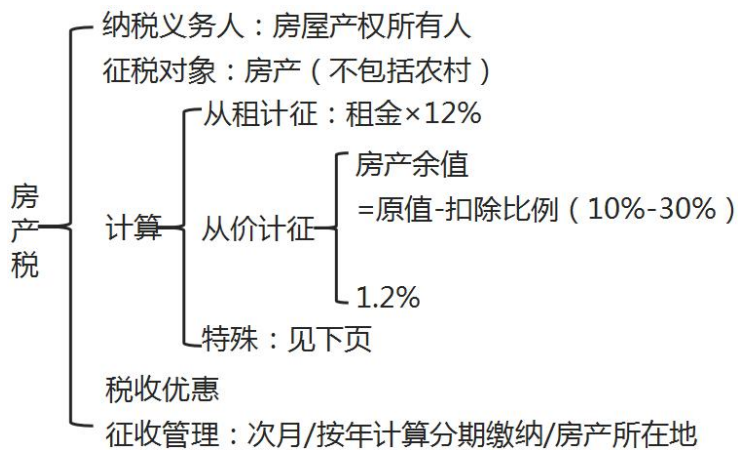 纳税义务人：房屋产权所有人
征税对象：房产（不包括农村）
从租计征：租金×12%
房产余值
房产税
计算
从价计征
=原值-扣除比例（10%-30%）
1.2%
特殊：见下页
税收优惠
征收管理：次月/按年计算分期缴纳/房产所在地